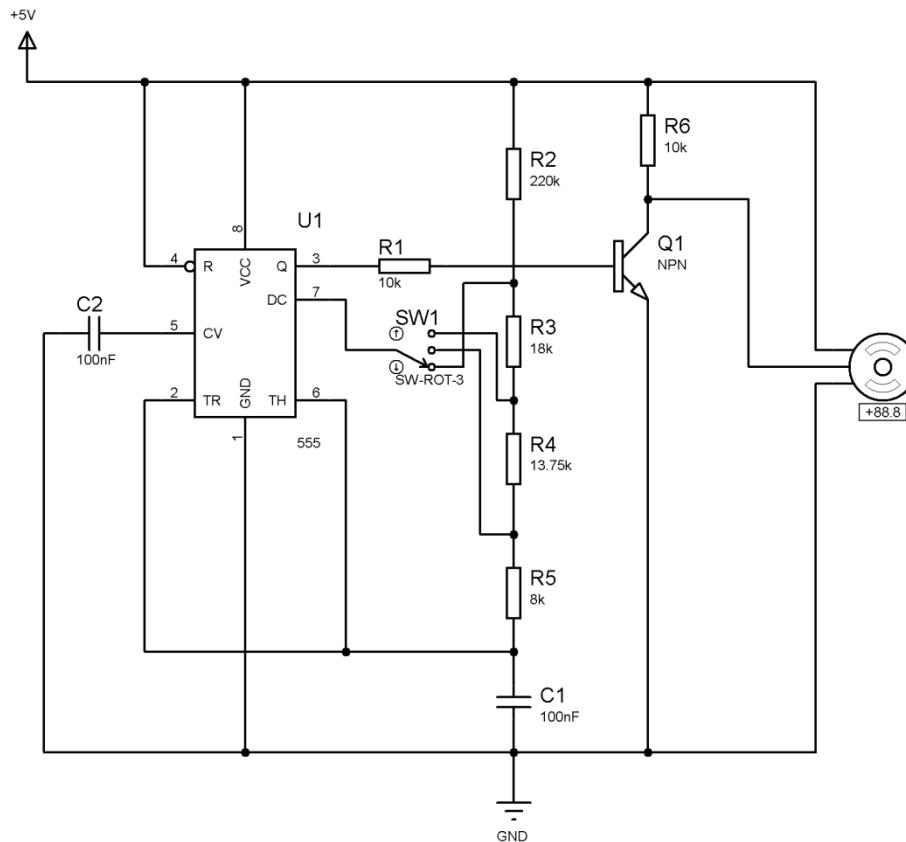 +5V
R2
220k
R6
10k
U1
8
VCC
4
R
Q
3
R1
10k
Q1
NPN
DC
7
C2
100nF
5
CV
SW1
SW-ROT-3
R3
18k
2
TR
GND
1
TH
6
555
+88.8
R4
13.75k
R5
8k
C1
100nF
GND